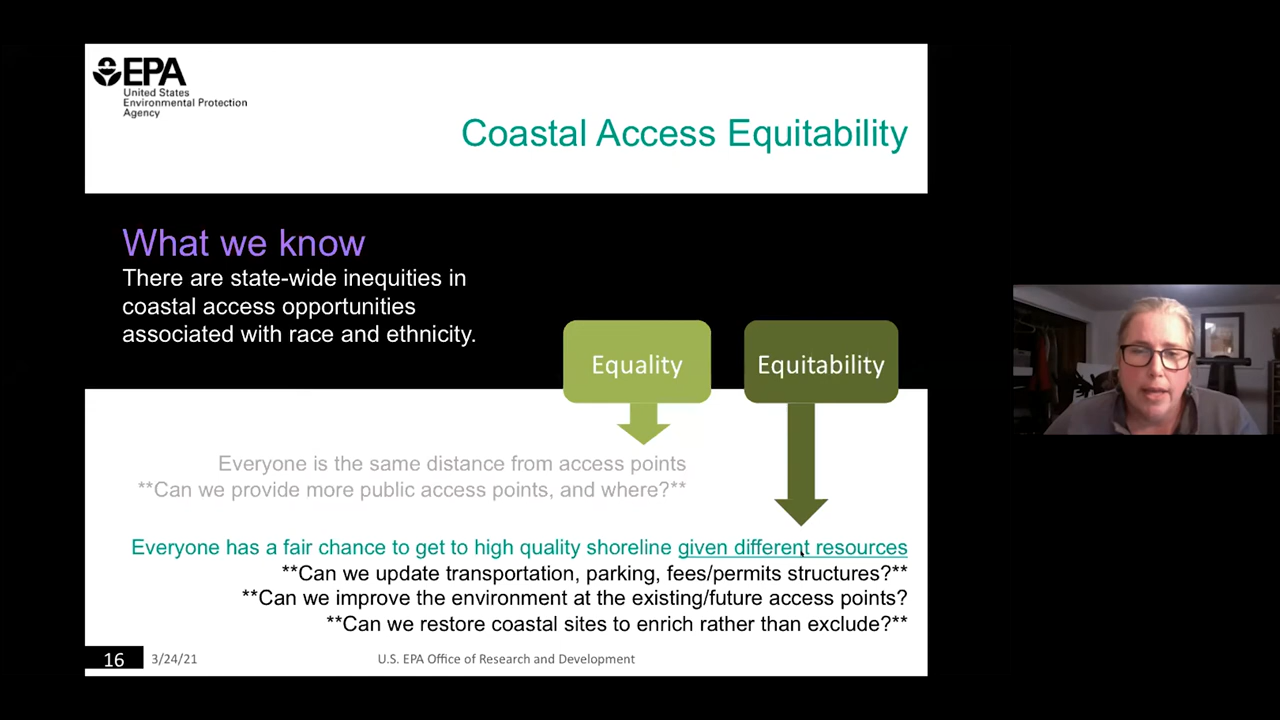 EPA
United States
Environmental Protection
Agency
Coastal Access Equitability
What we know
There are state-wide inequities in
coastal access opportunities
associated with race and ethnicity.
Equality
Equitability
Everyone is the same distance from access points
**Can we provide more public access points, and where?**
Everyone has a fair chance to get to high quality shoreline given different resources
**Can we update transportation, parking, fees/permits structures?**
**Can we improve the environment at the existing/future access points?
**Can we restore coastal sites to enrich rather than exclude?**
16
3/24/21
U.S. EPA Office of Research and Development